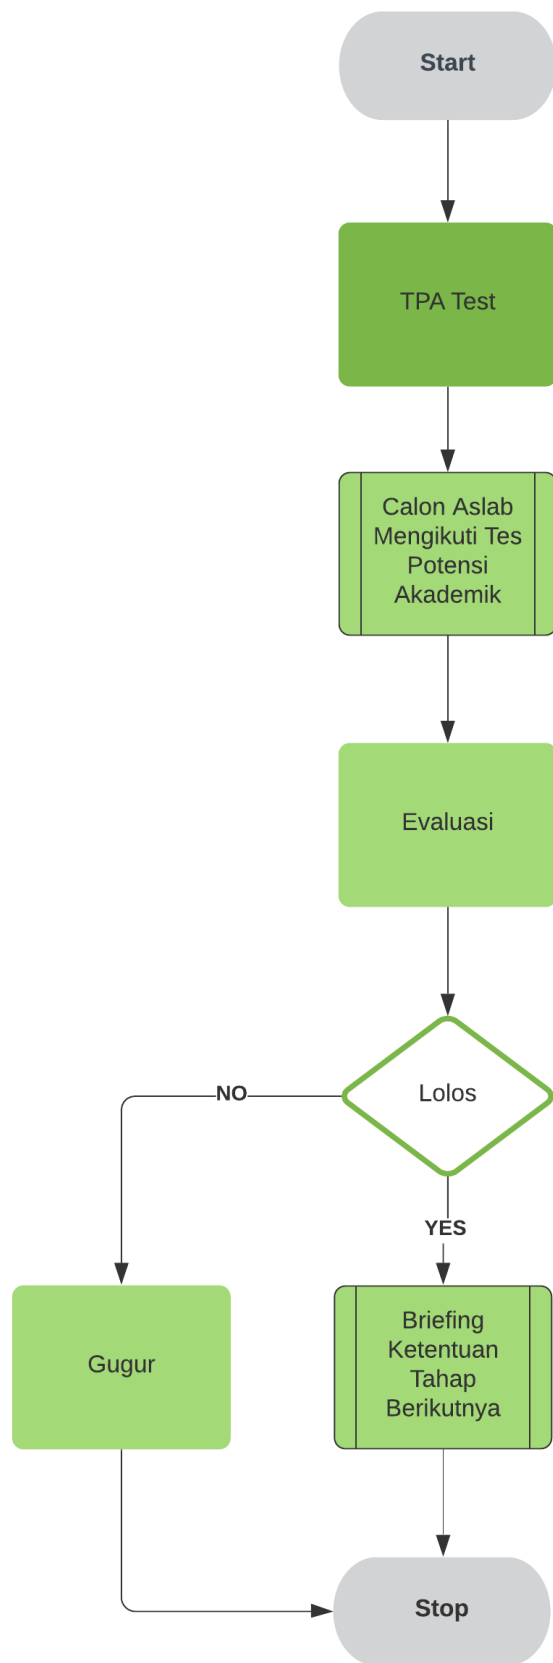 Start
TPA Test
Calon Aslab
Mengikuti Tes
Potensi
Akademik
Evaluasi
Lolos
NO
YES
Gugur
Briefing
Ketentuan
Tahap
Berikutnya
Stop